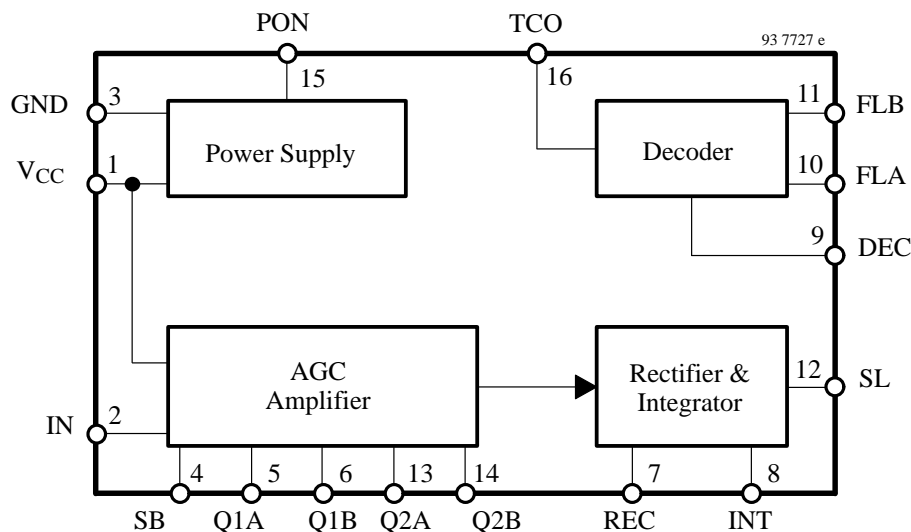 PON
TCO
93 7727 e
15
16
GND
3
11
FLB
Power Supply
Decoder
VCC
1
10
FLA
9
DEC
AGC
Amplifier
Rectifier &
Integrator
12
SL
IN
2
4
5
6
13
14
7
8
SB
Q1A
Q1B
Q2A
Q2B
REC
INT